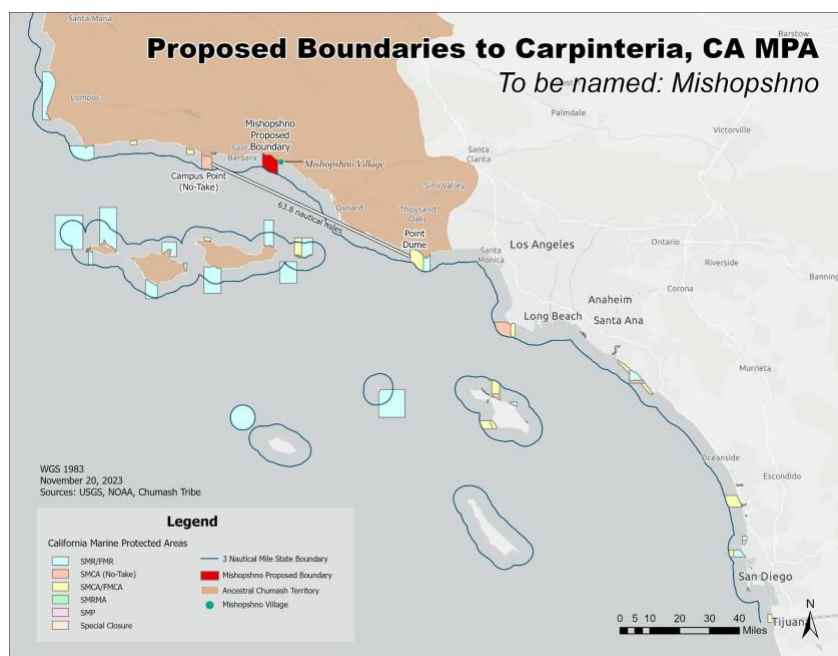 Proposed Boundaries to Carpinteria, CA MPA
To be named: Mishopshno
Santa Maria
Barstow
Lompoc
Palmdale
Victorville
Mishopshno
Proposed
Boundary
Santa
Barbara
Mishopshno Village
Santa
Clarita
Campus Point
(No-Take)
Simi Valley
Oxnard
Thousand
Oaks
63.8 nautical miles
Point
Dume
Santa
Monica
Los Angeles
Ontario
Riverside
Banning
Corona
Anaheim
Long Beach
Santa Ana
Murrieta
Oceanside
Escondido
WGS 1983
November 20, 2023
Sources: USGS, NOAA, Chumash Tribe
Legend
California Marine Protected Areas
SMR/FMR
SMCA (No-Take)
SMCA/FMCA
SMRMA
SMP
Special Closure
3 Nautical Mile State Boundary
Mishopshno Proposed Boundary
Ancestral Chumash Territory
Mishopshno Village
San Diego
Tijuana
0 5 10 20 30 40
Miles
N